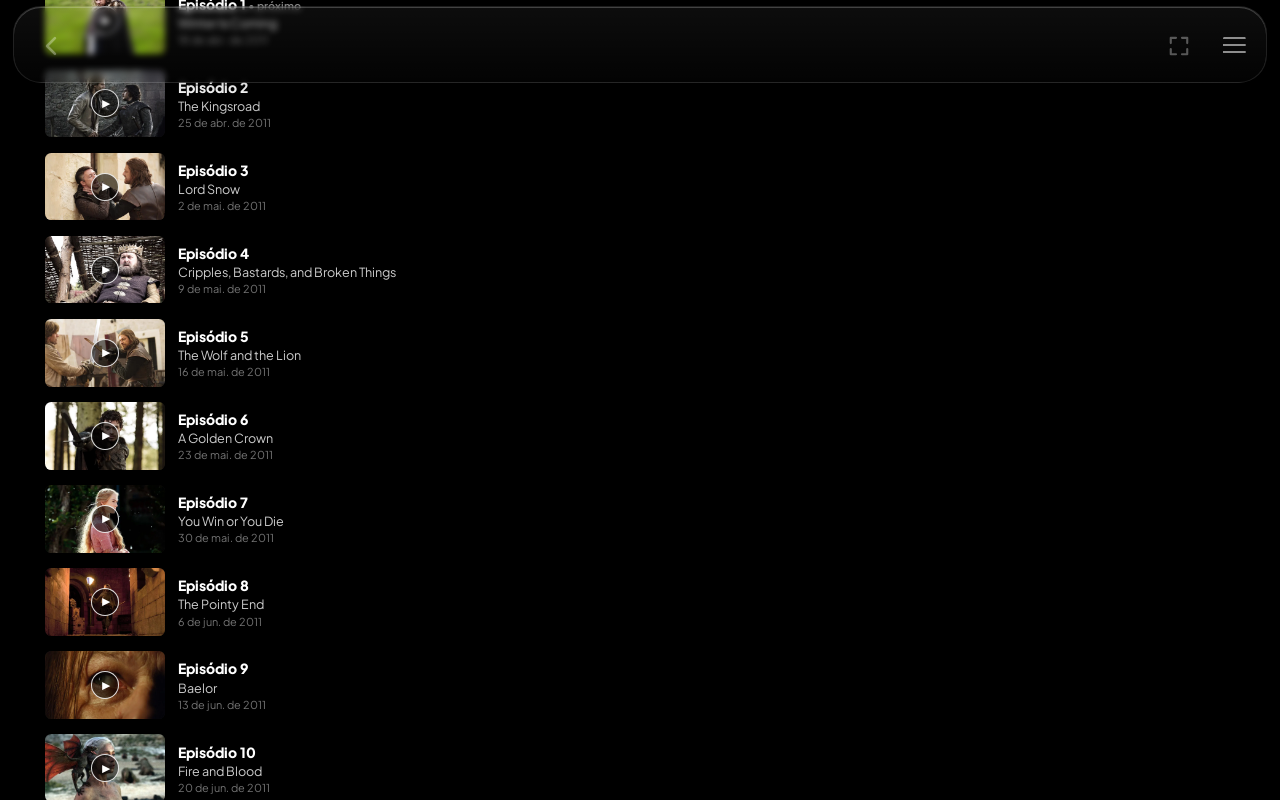 Episódio 1 • próximo
Winter Is Coming
Episódio 2
The Kingsroad
25 de abr. de 2011
Episódio 3
Lord Snow
2 de mai. de 2011
Episódio 4
Cripples, Bastards, and Broken Things
9 de mai. de 2011
Episódio 5
The Wolf and the Lion
16 de mai. de 2011
Episódio 6
A Golden Crown
23 de mai. de 2011
Episódio 7
You Win or You Die
30 de mai. de 2011
Episódio 8
The Pointy End
6 de jun. de 2011
Episódio 9
Baelor
13 de jun. de 2011
Episódio 10
Fire and Blood
20 de jun. de 2011